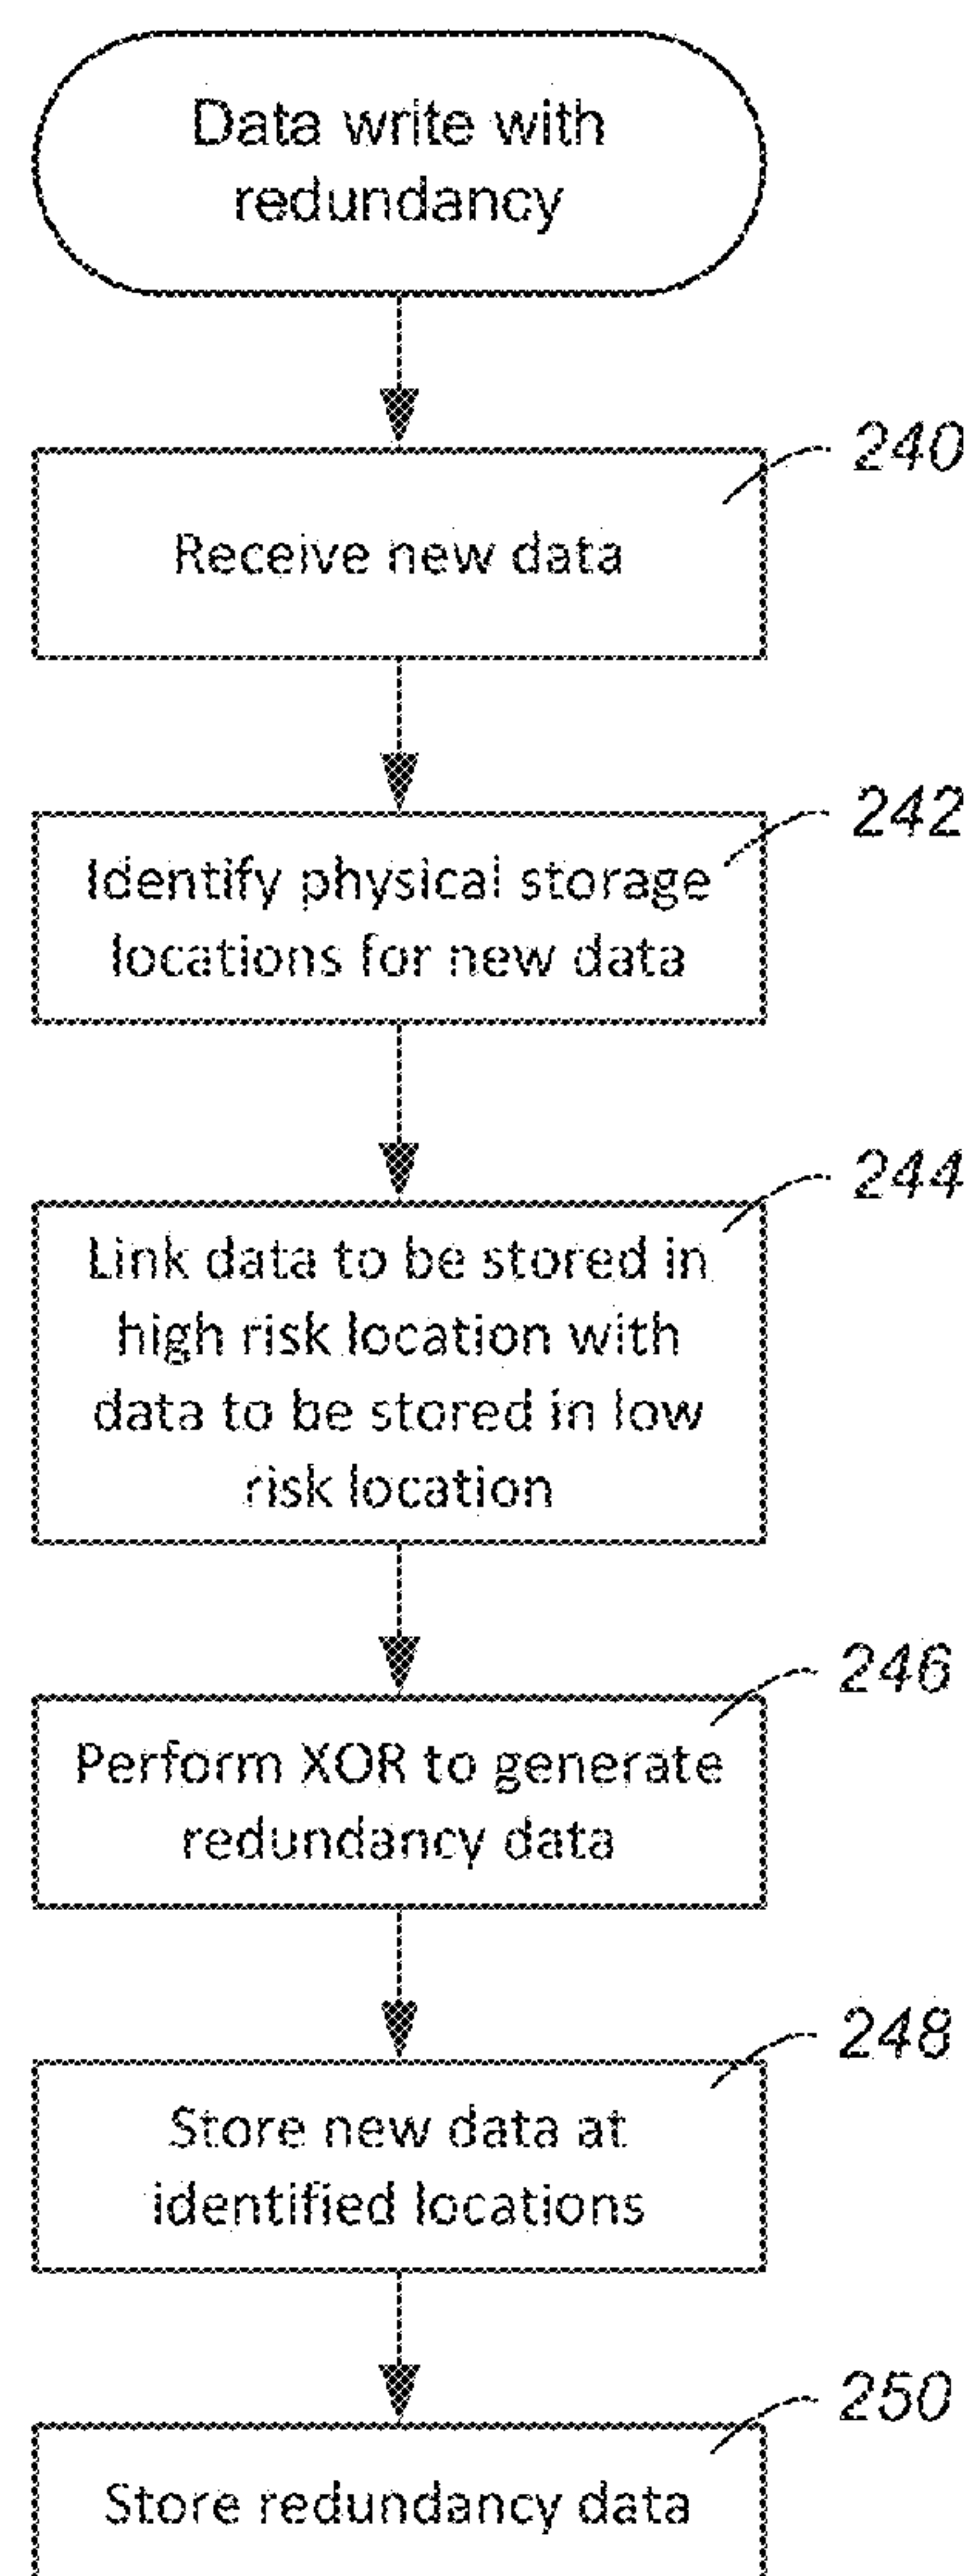 Data write with
redundancy
240
Receive new data
242
Identify physical storage
locations for new data
244
Link data to be stored in
high risk location with
data to be stored in low
risk location
246
Perform XOR to generate
redundancy data
248
Store new data at
identified locations
250
Store redundancy data